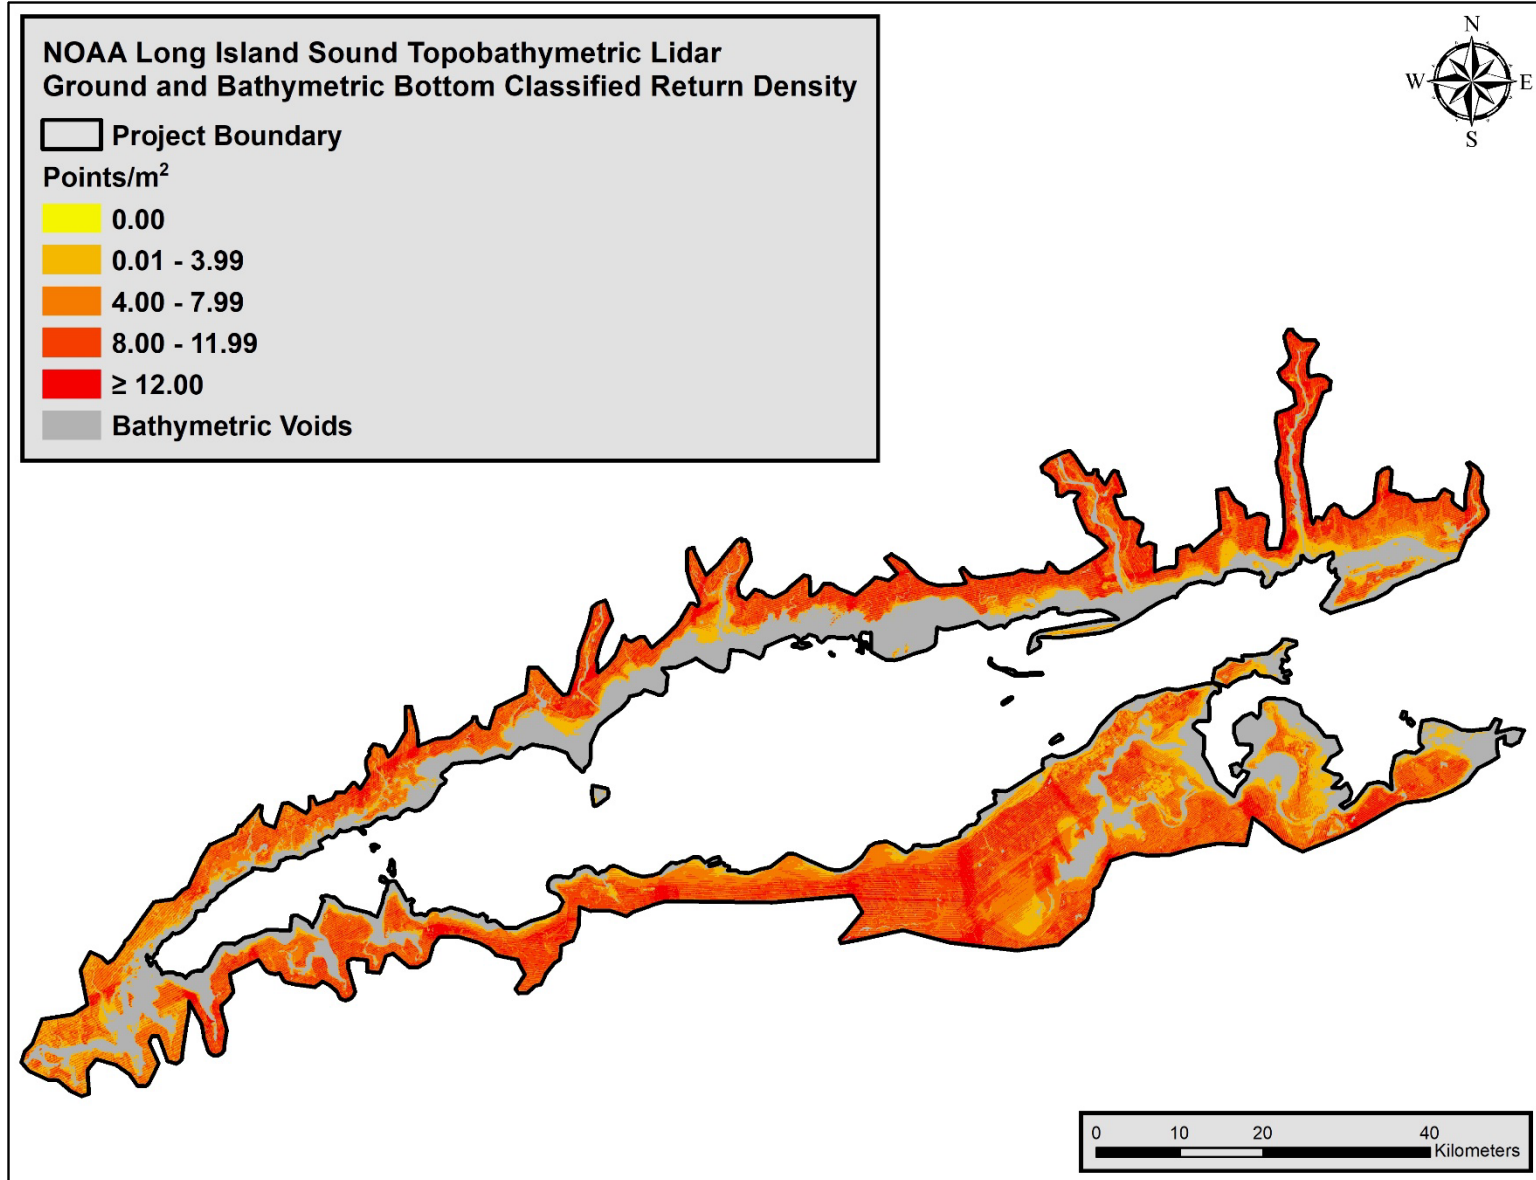 NOAA Long Island Sound Topobathymetric Lidar
Ground and Bathymetric Bottom Classified Return Density
Project Boundary
Points/m²
0.00
0.01 - 3.99
4.00 - 7.99
8.00 - 11.99
≥ 12.00
Bathymetric Voids
N
W E
S
0 10 20 40
Kilometers